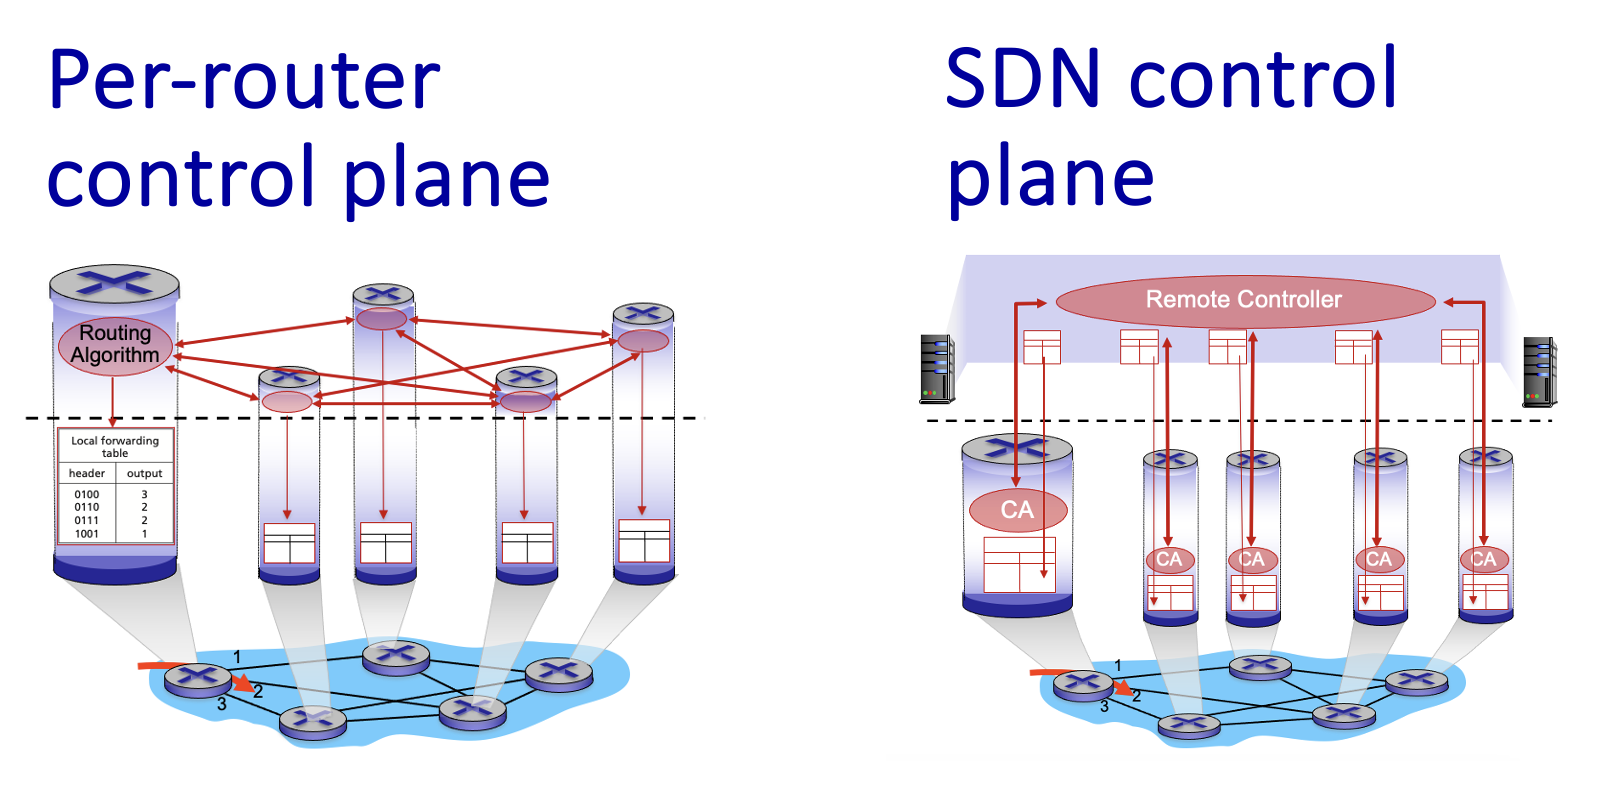 Per-router
control plane
Routing
Algorithm
Local forwarding
table
header output
0100 3
0110 2
0111 2
1001 1
1
2
3
SDN control
plane
Remote Controller
CA
CA
CA
CA
CA
1
2
3